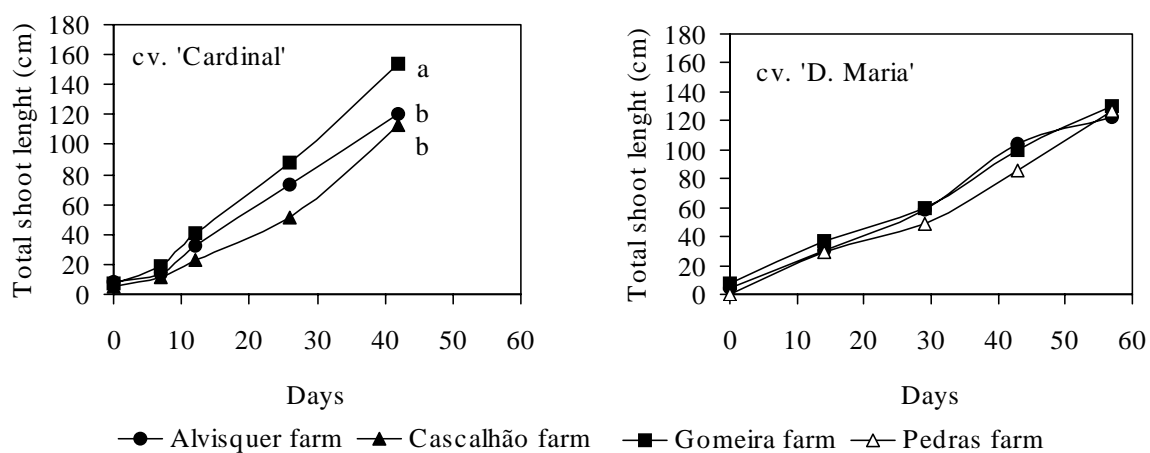 Total shoot lenght (cm)
180
160
140
120
100
80
60
40
20
0
cv. 'Cardinal'
a
b
b
0 10 20 30 40 50 60
Days
Total shoot lenght (cm)
180
160
140
120
100
80
60
40
20
0
cv. 'D. Maria'
0 10 20 30 40 50 60
Days
Alvisquer farm Cascalhão farm Gomeira farm Pedras farm